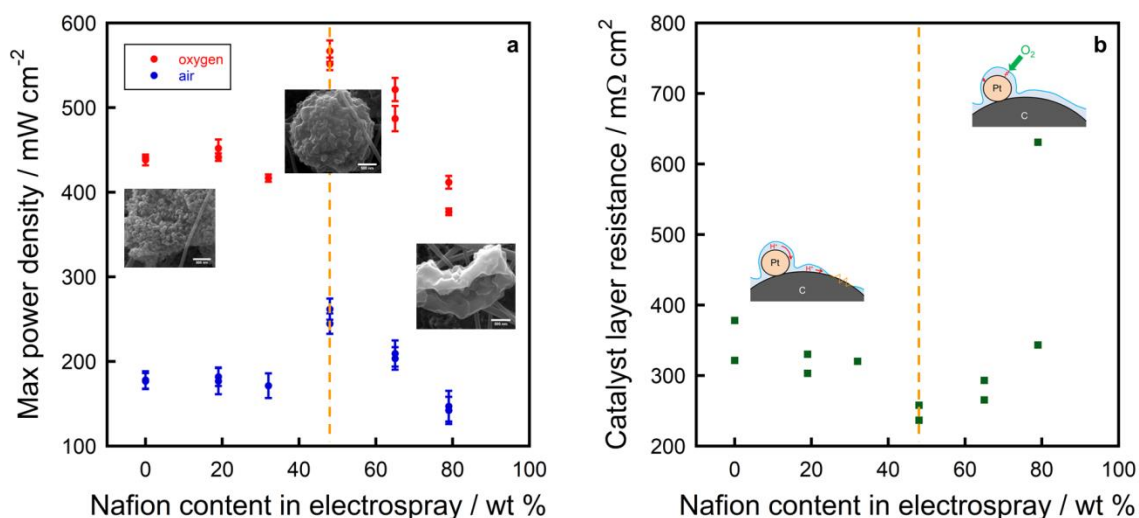 a
oxygen
air
600
500
400
300
200
100
0
20
40
60
80
100
Max power density / mW cm⁻²
Nafion content in electrospray / wt %
b
O₂
Pt
C
H⁺
Pt
H⁺
C
800
700
600
500
400
300
200
0
20
40
60
80
100
Catalyst layer resistance / mΩ cm²
Nafion content in electrospray / wt %